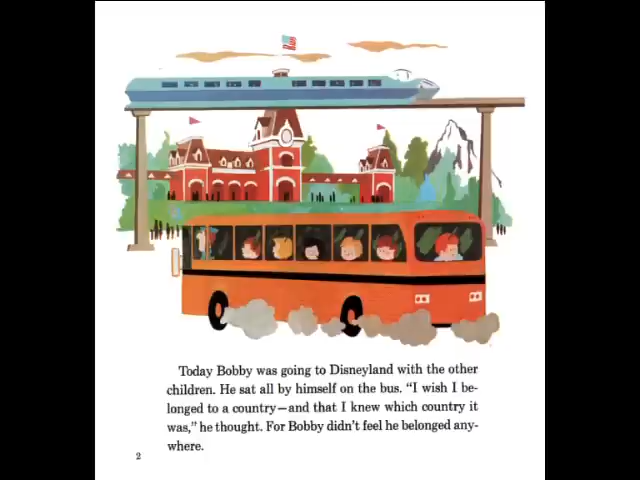 Today Bobby was going to Disneyland with the other
children. He sat all by himself on the bus. “I wish I be-
longed to a country—and that I knew which country it
was,” he thought. For Bobby didn’t feel he belonged any-
where.
2